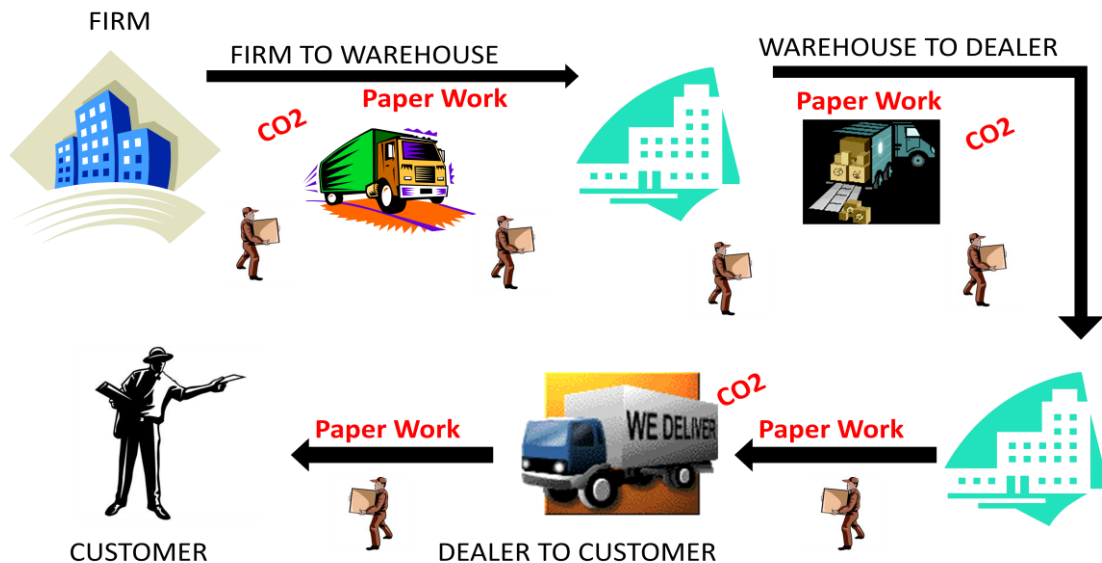 FIRM
FIRM TO WAREHOUSE
WAREHOUSE TO DEALER
Paper Work
CO2
Paper Work
CO2
CO2
WE DELIVER
Paper Work
Paper Work
CUSTOMER
DEALER TO CUSTOMER